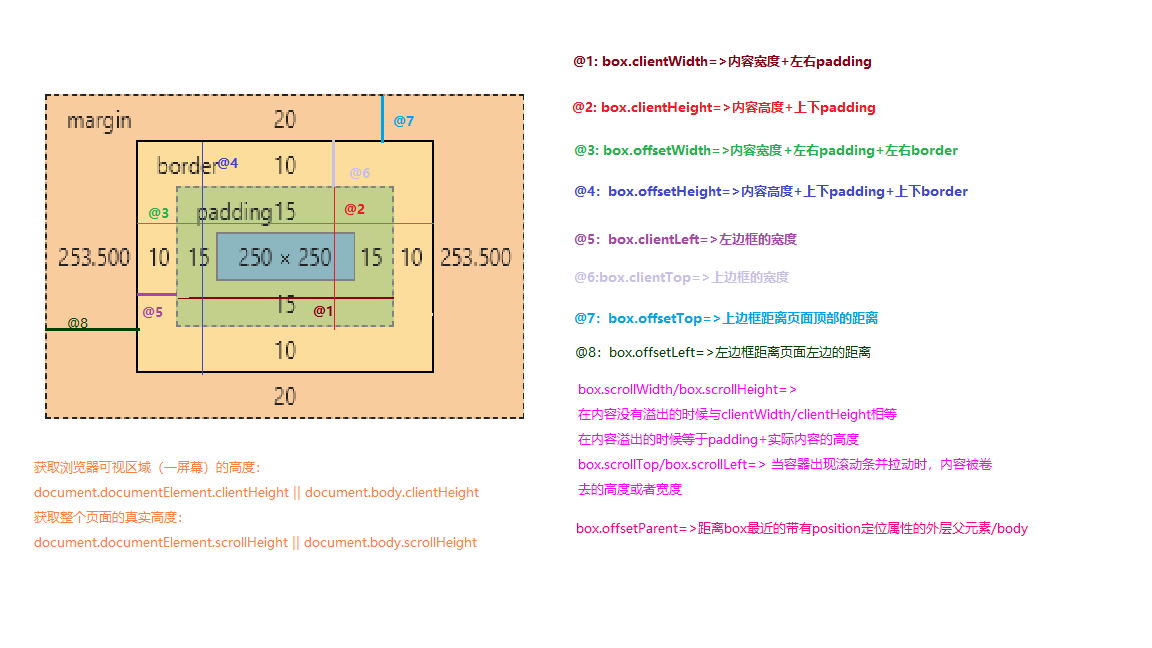 margin
20
@7
border
@4
10
@6
@3
padding
15
@2
253.500
10
15
250 × 250
15
10
253.500
@5
15
@1
@8
10
20
获取浏览器可视区域（一屏幕）的高度：
document.documentElement.clientHeight || document.body.clientHeight
获取整个页面的真实高度：
document.documentElement.scrollHeight || document.body.scrollHeight
@1: box.clientWidth=>内容宽度+左右padding
@2: box.clientHeight=>内容高度+上下padding
@3: box.offsetWidth=>内容宽度+左右padding+左右border
@4：box.offsetHeight=>内容高度+上下padding+上下border
@5：box.clientLeft=>左边框的宽度
@6:box.clientTop=>上边框的宽度
@7：box.offsetTop=>上边框距离页面顶部的距离
@8：box.offsetLeft=>左边框距离页面左边的距离
box.scrollWidth/box.scrollHeight=>
在内容没有溢出的时候与clientWidth/clientHeight相等
在内容溢出的时候等于padding+实际内容的高度
box.scrollTop/box.scrollLeft=> 当容器出现滚动条并拉动时，内容被卷
去的高度或者宽度
box.offsetParent=>距离box最近的带有position定位属性的外层父元素/body